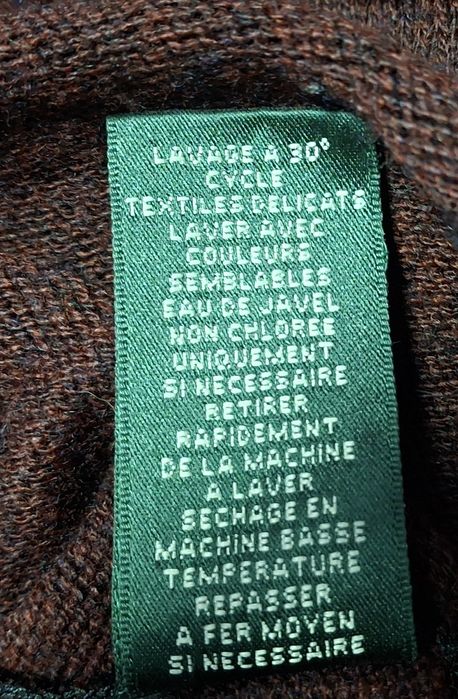 LAVAGE A 30°
CYCLE
TEXTILES DELICATS
LAVER AVEC
COULEURS
SEMBLABLES
EAU DE JAVEL
NON CHLOREE
UNIQUEMENT
SI NECESSAIRE
RETIRER
RAPIDEMENT
DE LA MACHINE
A LAVER
SECHAGE EN
MACHINE BASSE
TEMPERATURE
REPASSER
A FER MOYEN
SI NECESSAIRE